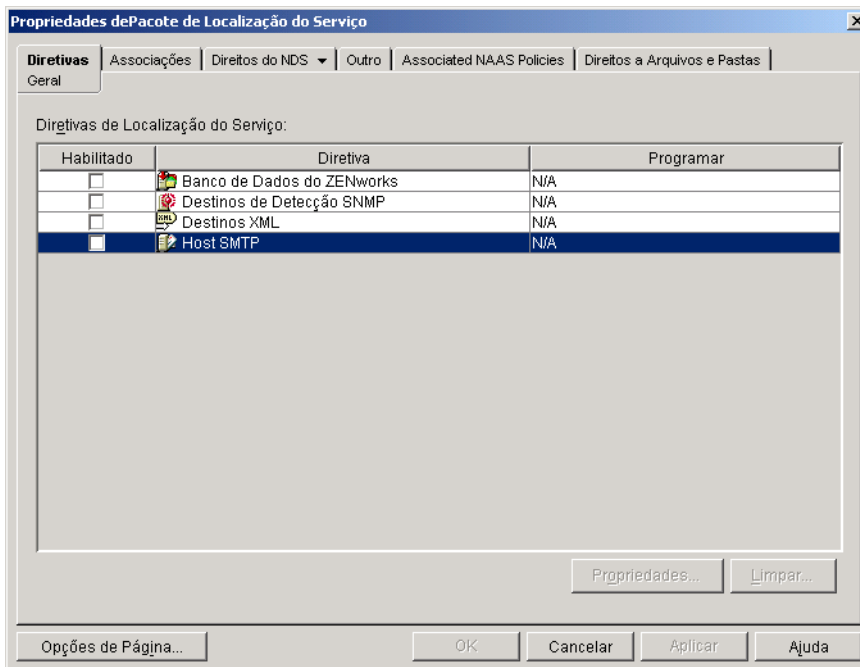 Propriedades dePacote de Localização do Serviço
Diretivas Associações Direitos do NDS Outro Associated NAAS Policies Direitos a Arquivos e Pastas
Geral
Diretivas de Localização do Serviço:
Habilitado Diretiva Programar
Banco de Dados do ZENworks N/A
Destinos de Detecção SNMP N/A
XML Destinos XML N/A
Host SMTP N/A
Propriedades... Limpar...
Opções de Página... OK Cancelar Aplicar Ajuda